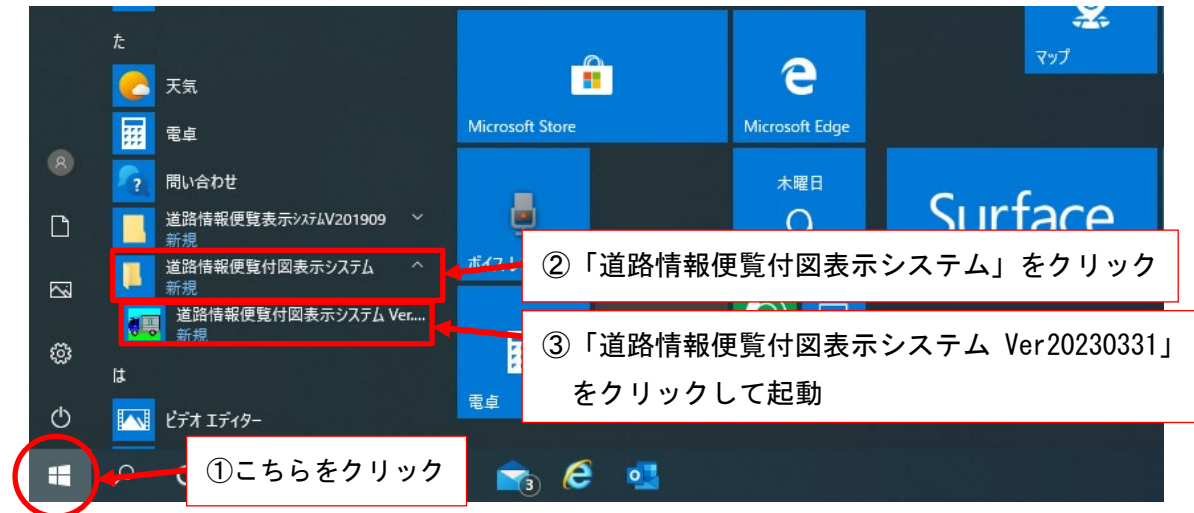 た
天気
電卓
問い合わせ
道路情報便覧表示ｼｽﾃﾑV201909
新規
道路情報便覧付図表示システム
新規
道路情報便覧付図表示システム Ver....
新規
は
ビデオ エディター
Microsoft Store
Microsoft Edge
マップ
木曜日
Surface
電卓
3
①こちらをクリック
②「道路情報便覧付図表示システム」をクリック
③「道路情報便覧付図表示システム Ver20230331」
をクリックして起動